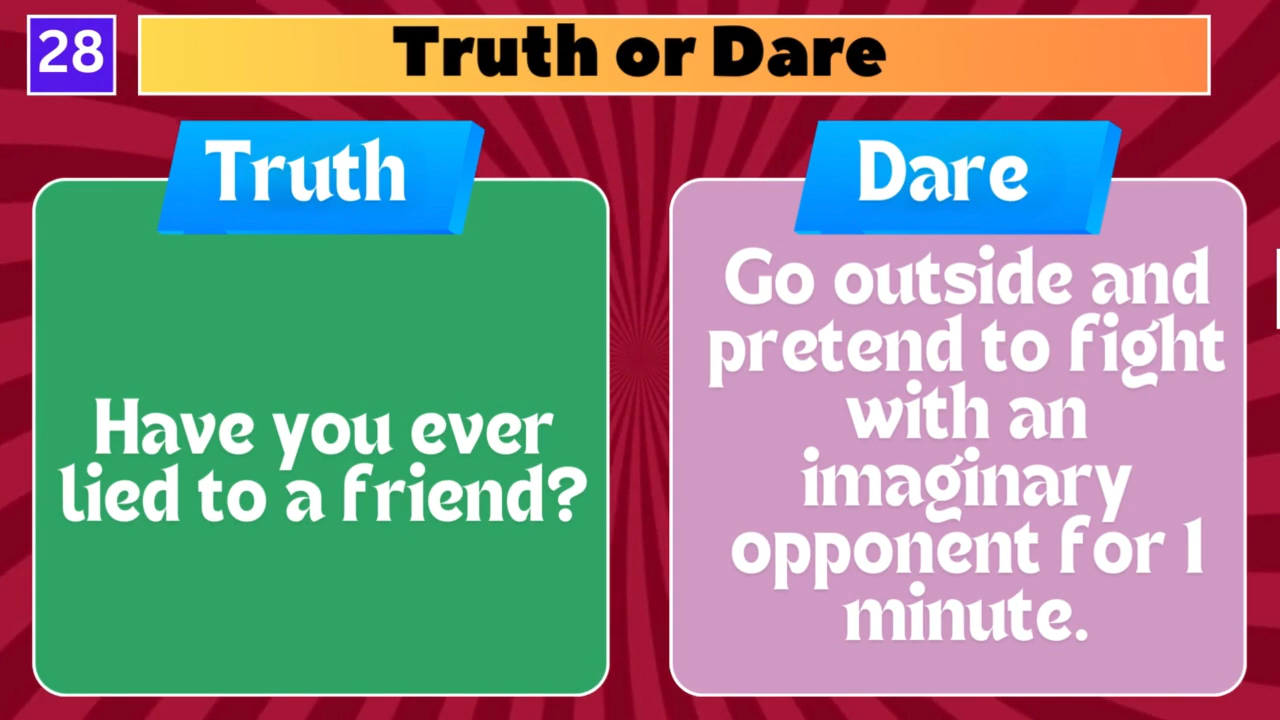 28
Truth or Dare
Truth
Have you ever
lied to a friend?
Dare
Go outside and
pretend to fight
with an
imaginary
opponent for 1
minute.